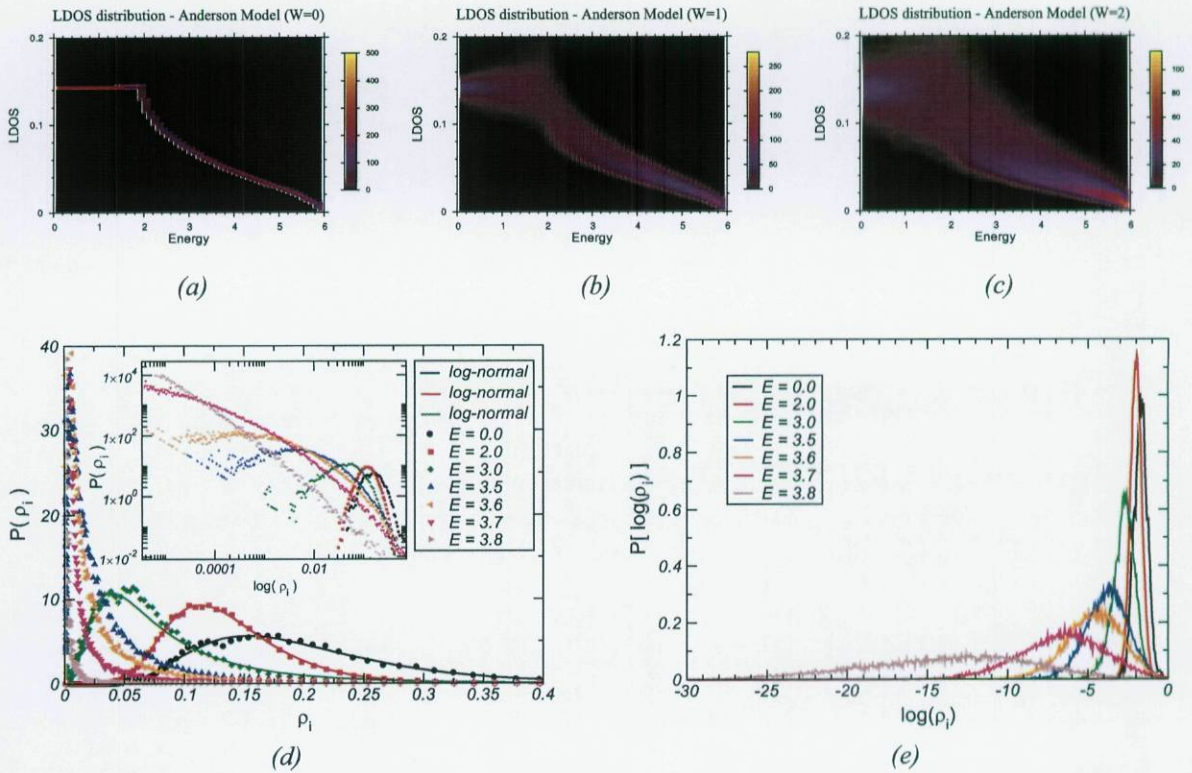 LDOS distribution - Anderson Model (W=0)
LDOS
0.2
0.1
0
0 1 2 3 4 5 6
Energy
500
400
300
200
100
0
(a)
LDOS distribution - Anderson Model (W=1)
LDOS
0.2
0.1
0
0 1 2 3 4 5 6
Energy
250
200
150
100
50
0
(b)
LDOS distribution - Anderson Model (W=2)
LDOS
0.2
0.1
0
0 1 2 3 4 5 6
Energy
100
80
60
40
20
0
(c)
P(ρi)
40
30
20
10
0
0 0.05 0.1 0.15 0.2 0.25 0.3 0.35 0.4
ρi
P(ρi)
1×10^4
1×10^2
1×10^0
1×10^-2
0.0001 0.01
log(ρi)
log-normal
log-normal
log-normal
E = 0.0
E = 2.0
E = 3.0
E = 3.5
E = 3.6
E = 3.7
E = 3.8
(d)
P[log(ρi)]
1.2
1
0.8
0.6
0.4
0.2
0
-30 -25 -20 -15 -10 -5 0
log(ρi)
E = 0.0
E = 2.0
E = 3.0
E = 3.5
E = 3.6
E = 3.7
E = 3.8
(e)